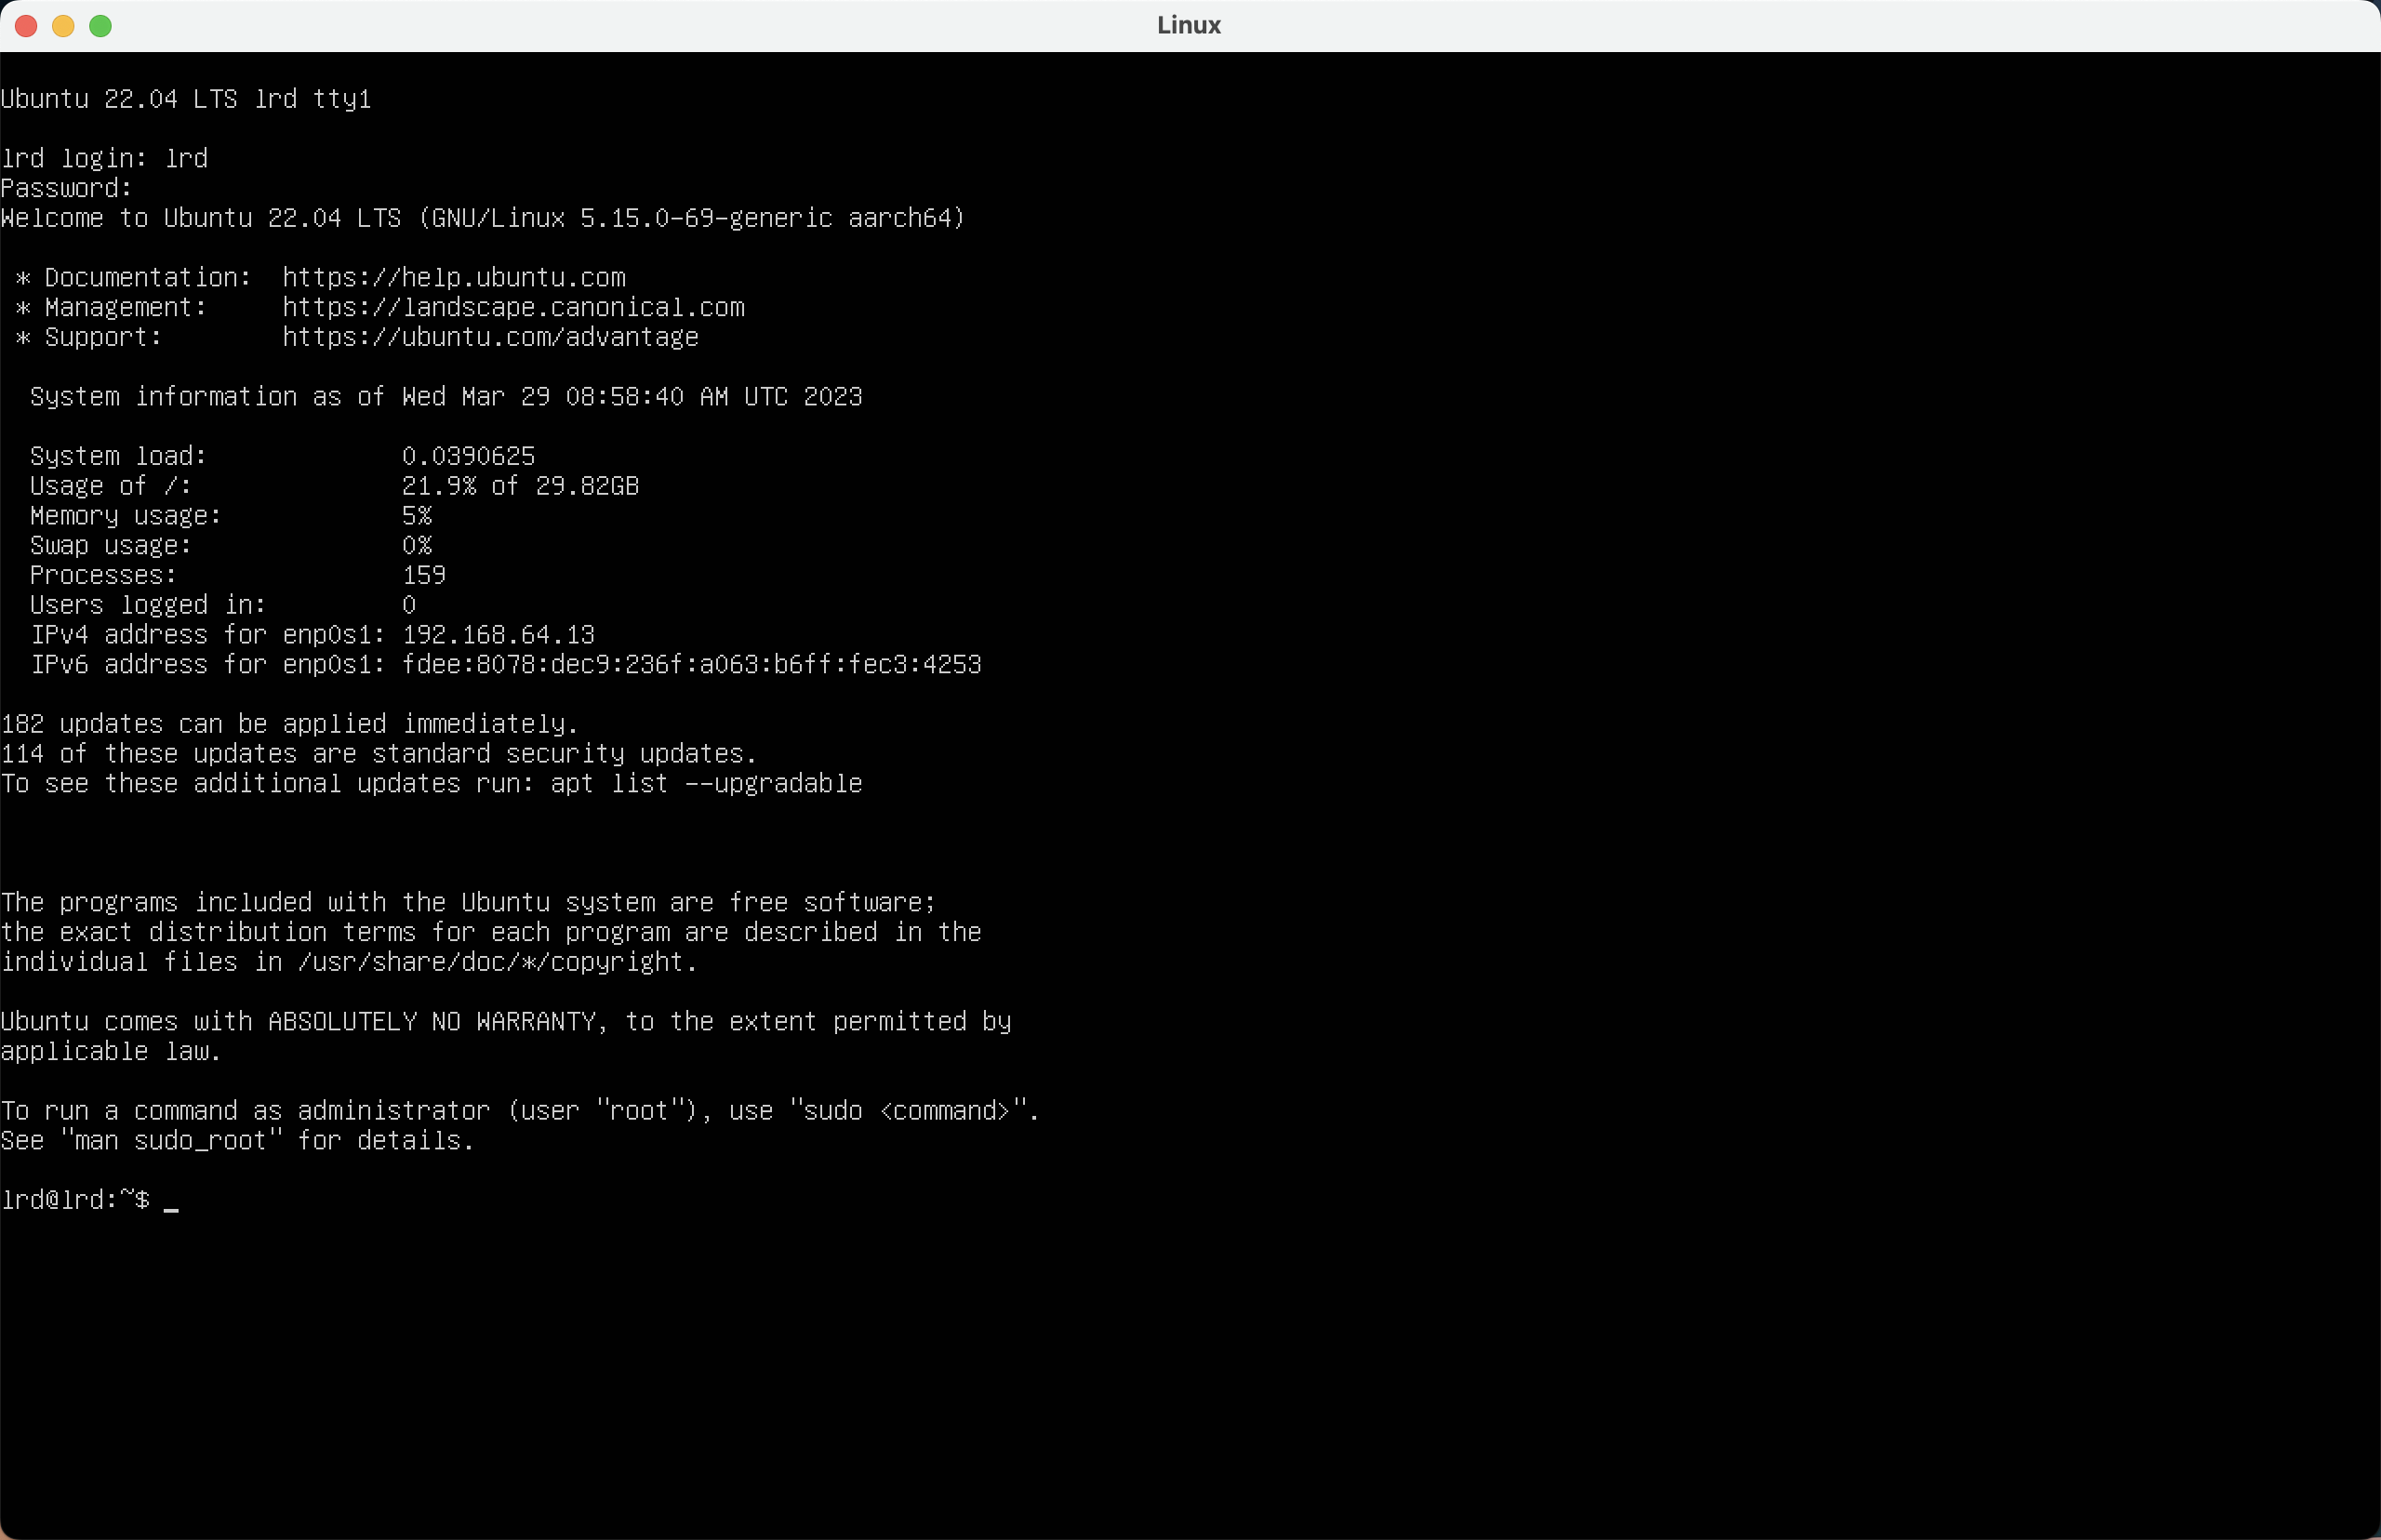 Linux
Ubuntu 22.04 LTS lrd tty1
lrd login: lrd
Password:
Welcome to Ubuntu 22.04 LTS (GNU/Linux 5.15.0-69-generic aarch64)
* Documentation:  https://help.ubuntu.com
* Management:     https://landscape.canonical.com
* Support:        https://ubuntu.com/advantage
System information as of Wed Mar 29 08:58:40 AM UTC 2023
System load:             0.0390625
Usage of /:              21.9% of 29.82GB
Memory usage:            5%
Swap usage:              0%
Processes:               159
Users logged in:         0
IPv4 address for enp0s1: 192.168.64.13
IPv6 address for enp0s1: fdee:8078:dec9:236f:a063:b6ff:fec3:4253
182 updates can be applied immediately.
114 of these updates are standard security updates.
To see these additional updates run: apt list --upgradable
The programs included with the Ubuntu system are free software;
the exact distribution terms for each program are described in the
individual files in /usr/share/doc/*/copyright.
Ubuntu comes with ABSOLUTELY NO WARRANTY, to the extent permitted by
applicable law.
To run a command as administrator (user "root"), use "sudo <command>".
See "man sudo_root" for details.
lrd@lrd:~$ _